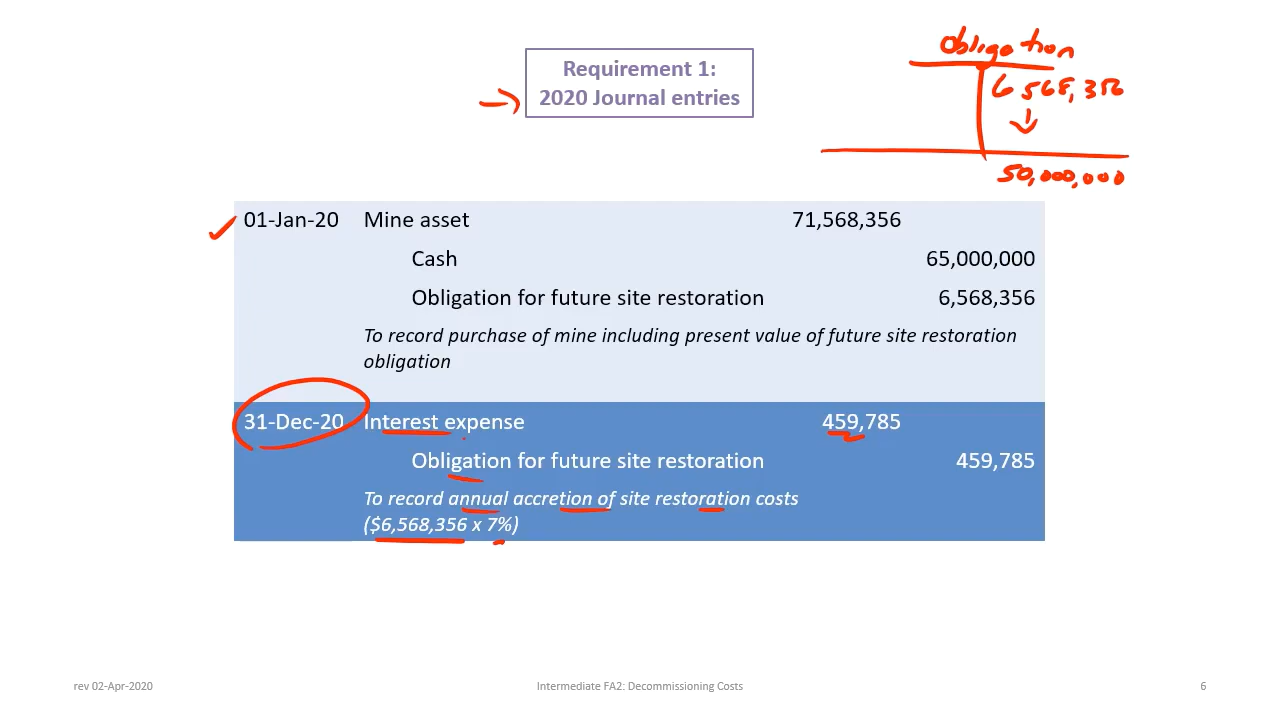 Requirement 1:
2020 Journal entries
Obligation
6 568,356
50,000,000
01-Jan-20 Mine asset 71,568,356
Cash 65,000,000
Obligation for future site restoration 6,568,356
To record purchase of mine including present value of future site restoration
obligation
31-Dec-20 Interest expense 459,785
Obligation for future site restoration 459,785
To record annual accretion of site restoration costs
($6,568,356 x 7%)
rev 02-Apr-2020 Intermediate FA2: Decommissioning Costs 6